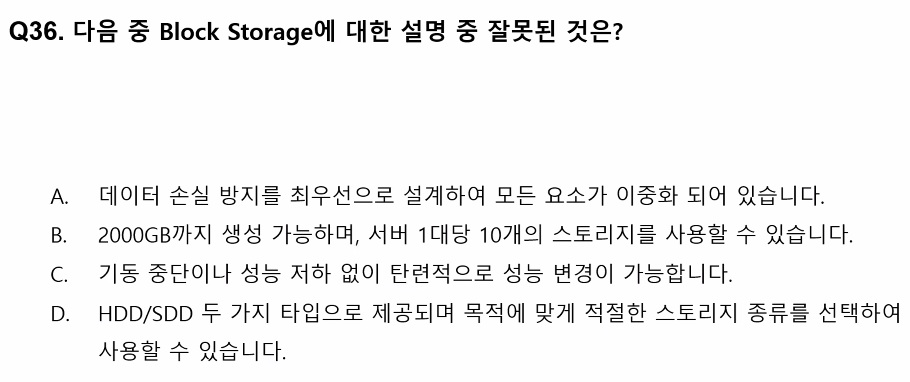 Q36. 다음 중 Block Storage에 대한 설명 중 잘못된 것은?
A. 데이터 손실 방지를 최우선으로 설계하여 모든 요소가 이중화 되어 있습니다.
B. 2000GB까지 생성 가능하며, 서버 1대당 10개의 스토리지를 사용할 수 있습니다.
C. 기동 중단이나 성능 저하 없이 탄련적으로 성능 변경이 가능합니다.
D. HDD/SDD 두 가지 타입으로 제공되며 목적에 맞게 적절한 스토리지 종류를 선택하여
사용할 수 있습니다.